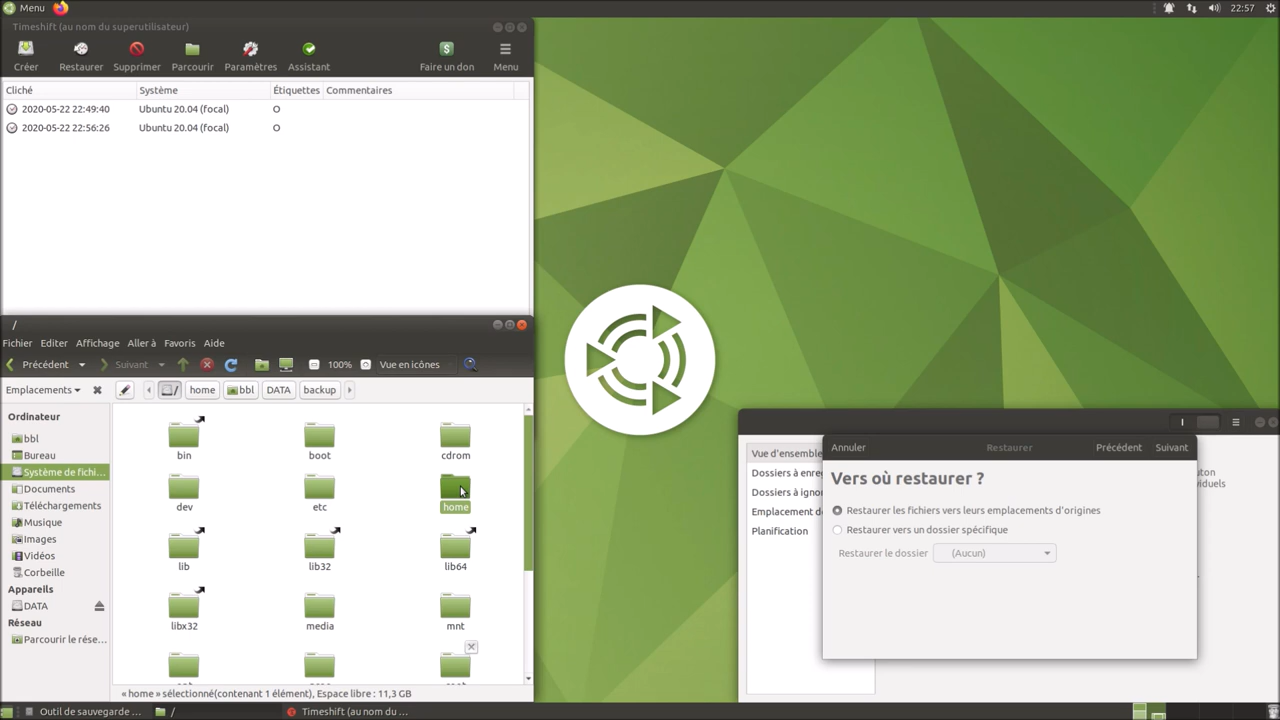 Menu
22:57
Timeshift (au nom du superutilisateur)
Créer Restaurer Supprimer Parcourir Paramètres Assistant Faire un don Menu
Cliché Système Étiquettes Commentaires
2020-05-22 22:49:40 Ubuntu 20.04 (focal) O
2020-05-22 22:56:26 Ubuntu 20.04 (focal) O
/
Fichier Editer Affichage Aller à Favoris Aide
Précédent Suivant 100% Vue en icônes
Emplacements / home bbl DATA backup
Ordinateur
bbl
Bureau
Système de fichi...
Documents
Téléchargements
Musique
Images
Vidéos
Corbeille
Appareils
DATA
Réseau
Parcourir le rése...
bin boot cdrom
dev etc home
lib lib32 lib64
libx32 media mnt
« home » sélectionné(contenant 1 élément), Espace libre : 11,3 GB
Vue d'ensemble
Dossiers à enreg
Dossiers à ignor
Emplacement d
Planification
Annuler Restaurer Précédent Suivant
Vers où restaurer ?
Restaurer les fichiers vers leurs emplacements d'origines
Restaurer vers un dossier spécifique
Restaurer le dossier (Aucun)
uton
viduels
Outil de sauvegarde ... / Timeshift (au nom du ...